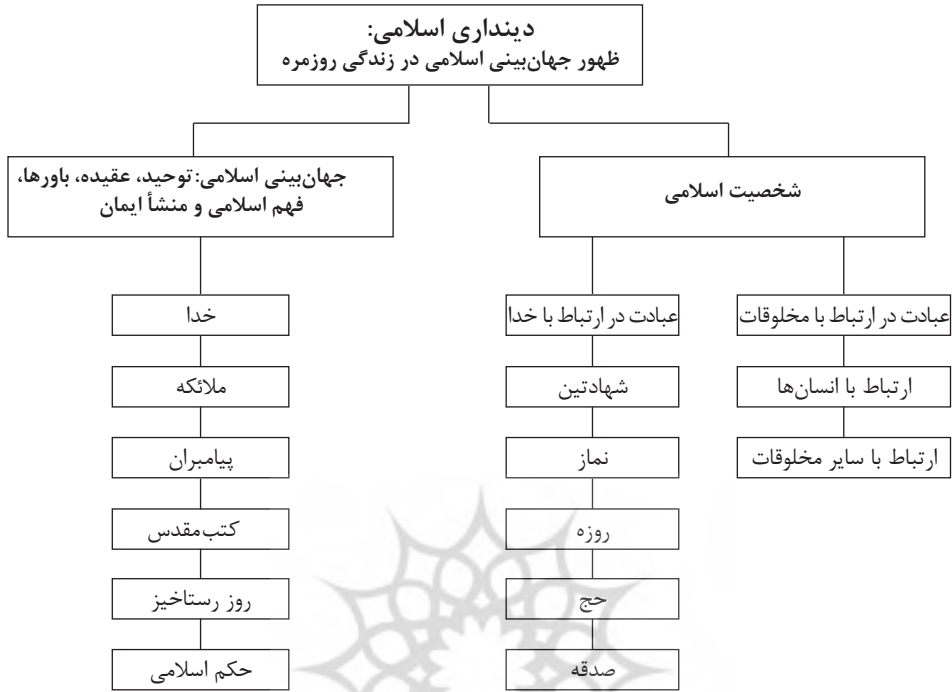 دینداری اسلامی:
ظهور جهان‌بینی اسلامی در زندگی روزمره
شخصیت اسلامی
عبادت در ارتباط با مخلوقات
ارتباط با انسان‌ها
ارتباط با سایر مخلوقات
عبادت در ارتباط با خدا
شهادتین
نماز
روزه
حج
صدقه
جهان‌بینی اسلامی: توحید، عقیده، باورها،
فهم اسلامی و منشأ ایمان
خدا
ملائکه
پیامبران
کتب‌مقدس
روز رستاخیز
حکم اسلامی